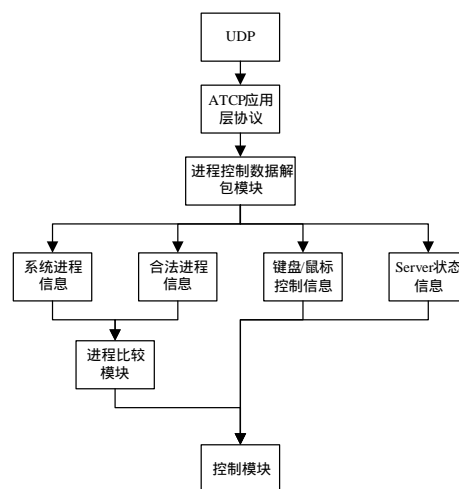 UDP
ATCP应用
层协议
进程控制数据解
包模块
系统进程
信息
合法进程
信息
键盘/鼠标
控制信息
Server状态
信息
进程比较
模块
控制模块